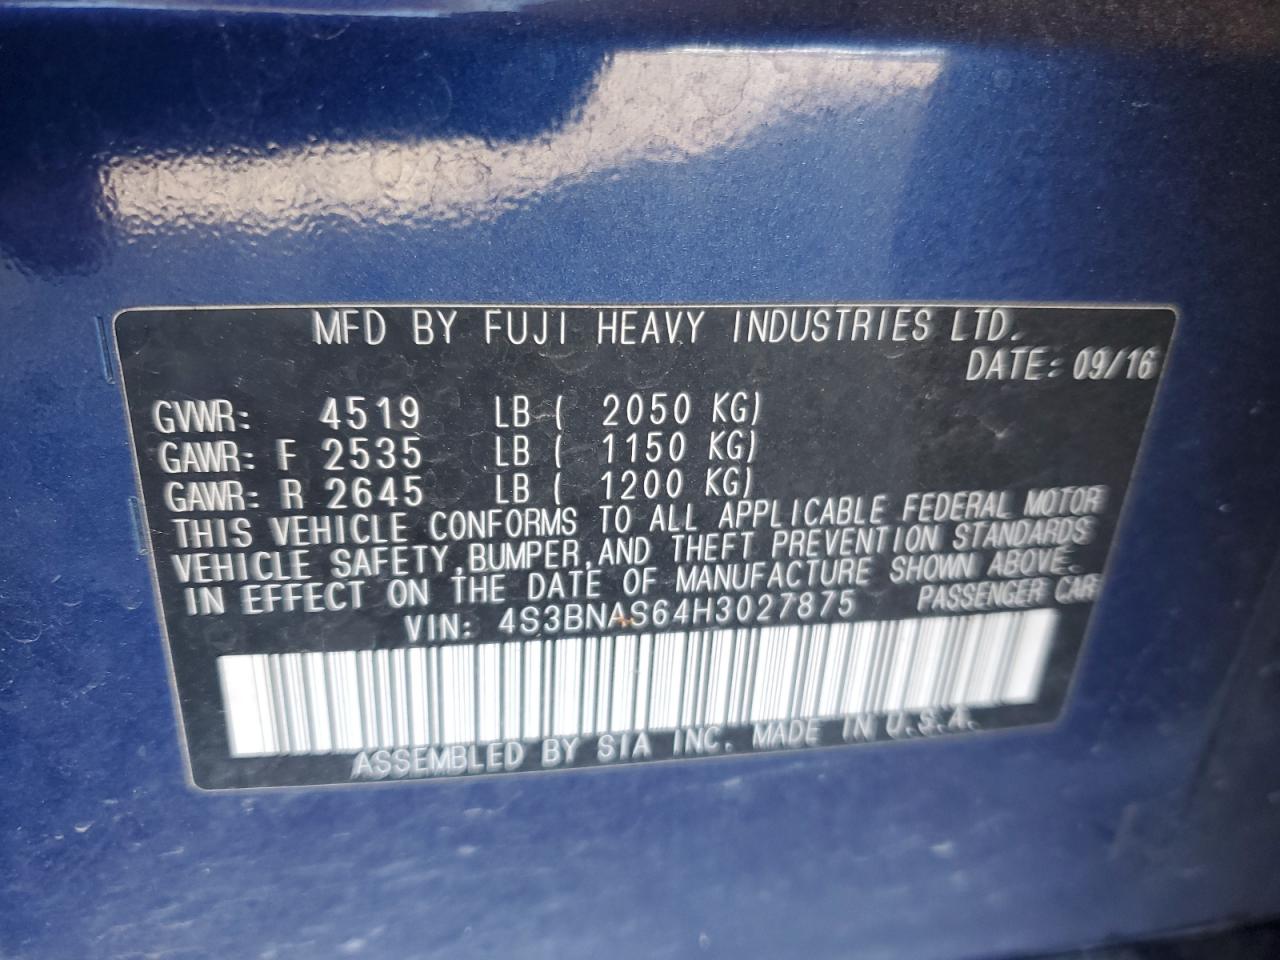 MFD BY FUJI HEAVY INDUSTRIES LTD.
DATE: 09/16
GVWR: 4519 LB ( 2050 KG)
GAWR: F 2535 LB ( 1150 KG)
GAWR: R 2645 LB ( 1200 KG)
THIS VEHICLE CONFORMS TO ALL APPLICABLE FEDERAL MOTOR
VEHICLE SAFETY,BUMPER,AND THEFT PREVENTION STANDARDS
IN EFFECT ON THE DATE OF MANUFACTURE SHOWN ABOVE.
VIN: 4S3BNAS64H3027875 PASSENGER CAR
ASSEMBLED BY SIA INC. MADE IN U.S.A.